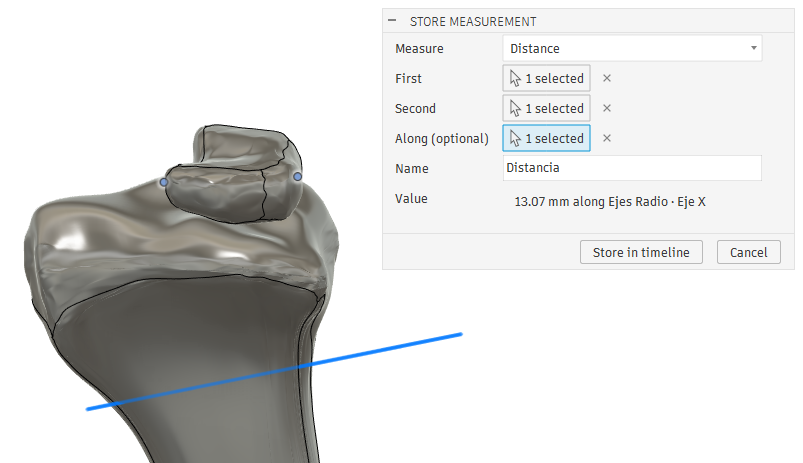 STORE MEASUREMENT
Measure Distance
First 1 selected
Second 1 selected
Along (optional) 1 selected
Name Distancia
Value 13.07 mm along Ejes Radio · Eje X
Store in timeline Cancel